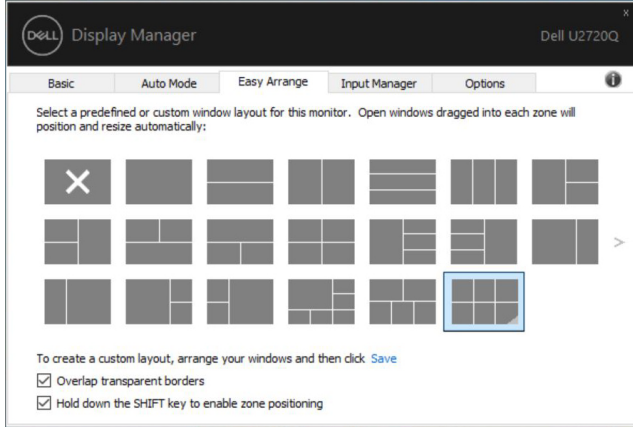 x
DELL Display Manager
Dell U2720Q
Basic
Auto Mode
Easy Arrange
Input Manager
Options
i
Select a predefined or custom window layout for this monitor. Open windows dragged into each zone will
position and resize automatically:
>
To create a custom layout, arrange your windows and then click Save
Overlap transparent borders
Hold down the SHIFT key to enable zone positioning